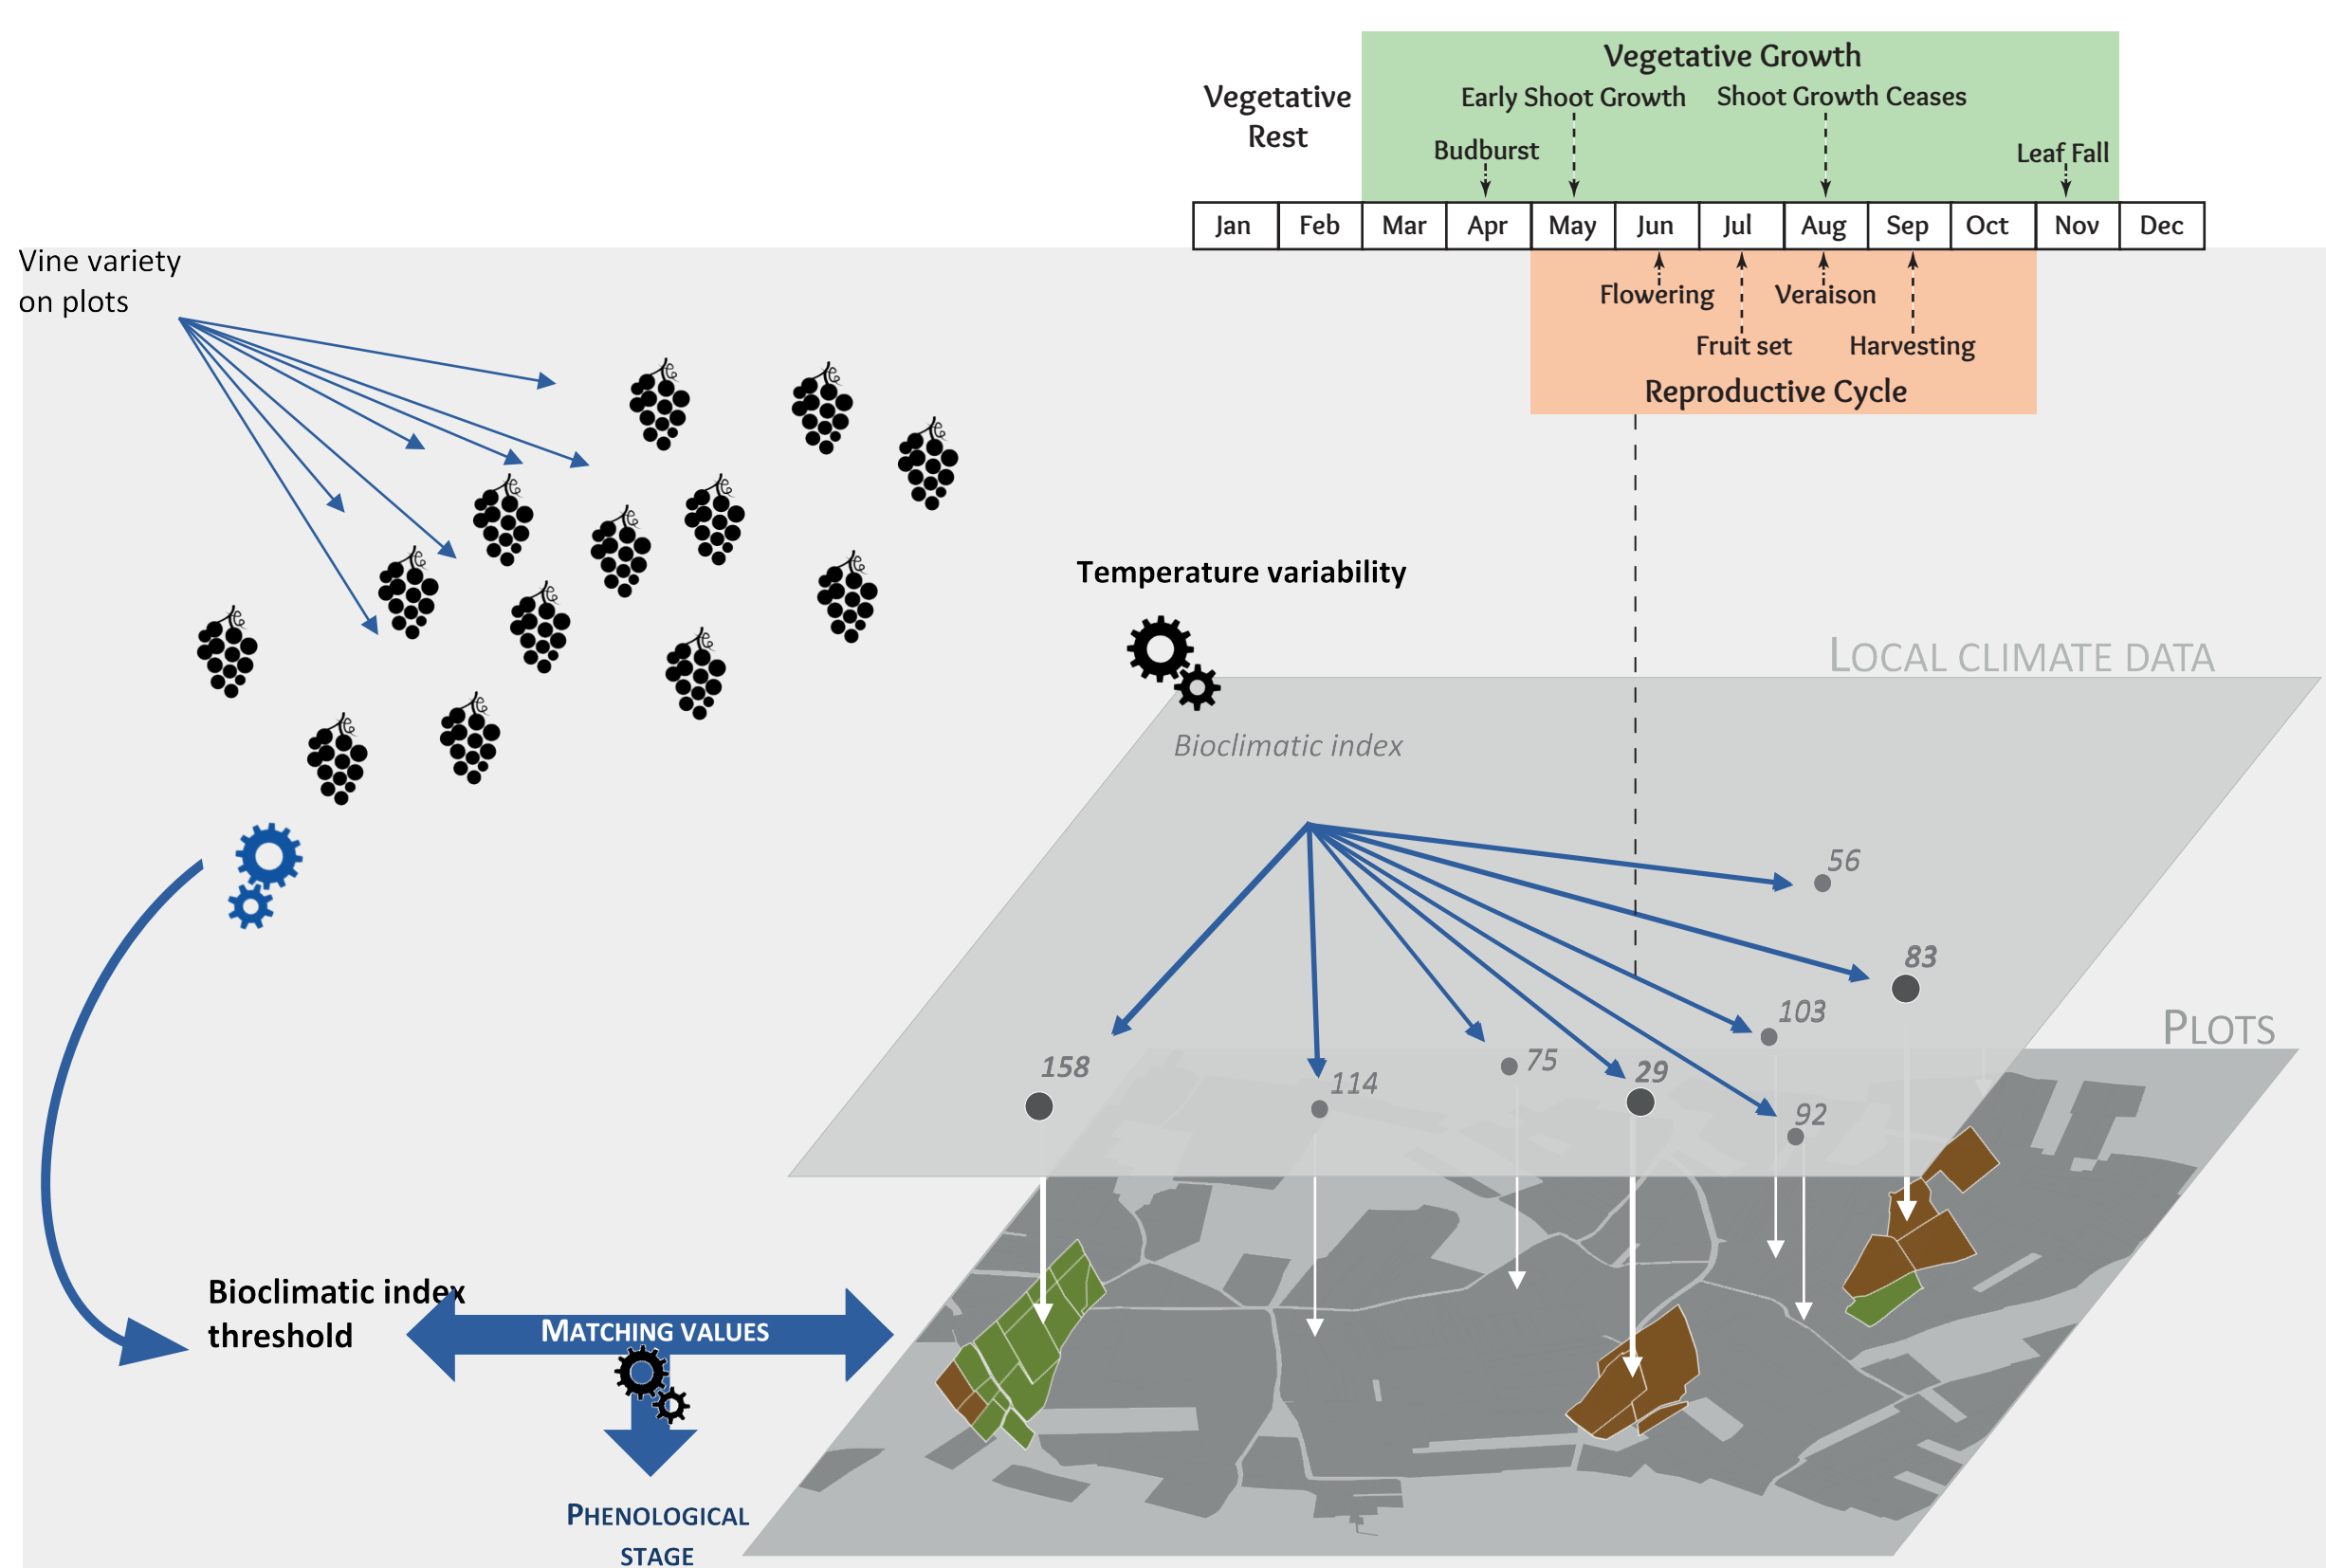 Vegetative Growth
Vegetative
Rest
Early Shoot Growth
Shoot Growth Ceases
Budburst
Leaf Fall
Jan Feb Mar Apr May Jun Jul Aug Sep Oct Nov Dec
Flowering
Veraison
Fruit set
Harvesting
Reproductive Cycle
Vine variety
on plots
Temperature variability
LOCAL CLIMATE DATA
Bioclimatic index
56
83
103
PLOTS
158
114
75
29
92
Bioclimatic index
threshold
MATCHING VALUES
PHENOLOGICAL
STAGE